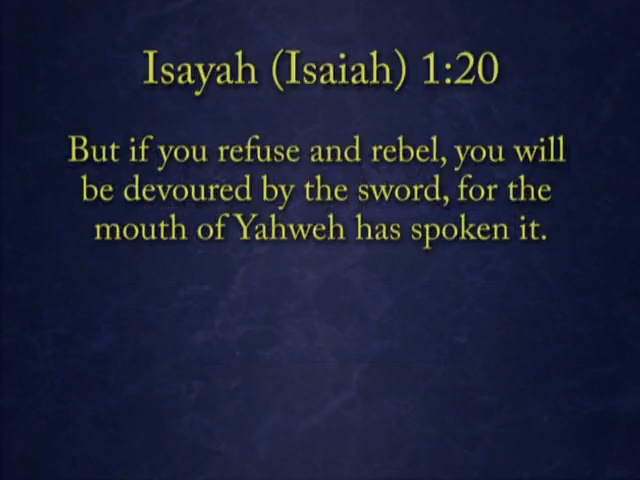 Isayah (Isaiah) 1:20
But if you refuse and rebel, you will
be devoured by the sword, for the
mouth of Yahweh has spoken it.